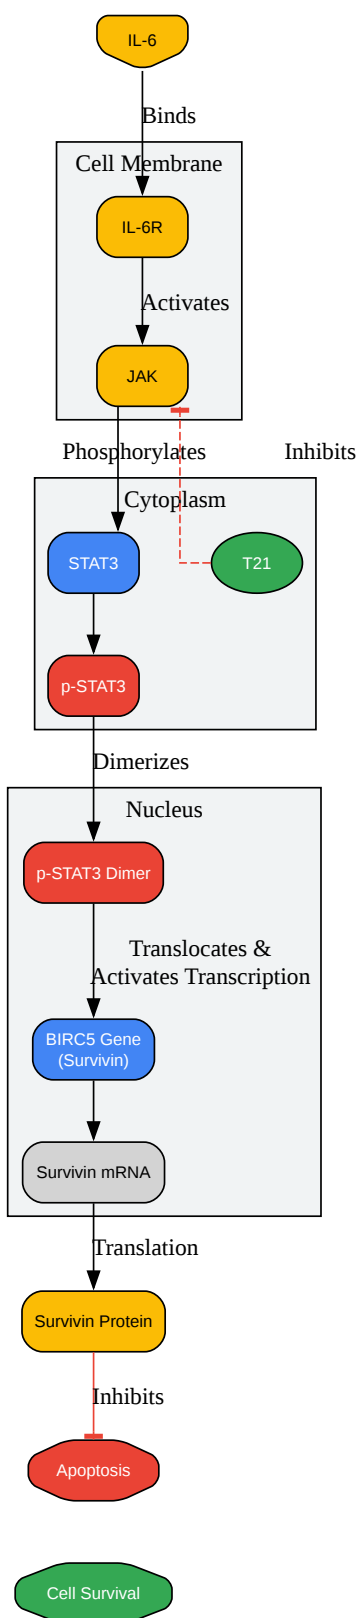 IL-6
Binds
Cell Membrane
IL-6R
Activates
JAK
Phosphorylates
Inhibits
Cytoplasm
STAT3
T21
p-STAT3
Dimerizes
Nucleus
p-STAT3 Dimer
Translocates &
Activates Transcription
BIRC5 Gene
(Survivin)
Survivin mRNA
Translation
Survivin Protein
Inhibits
Apoptosis
Cell Survival